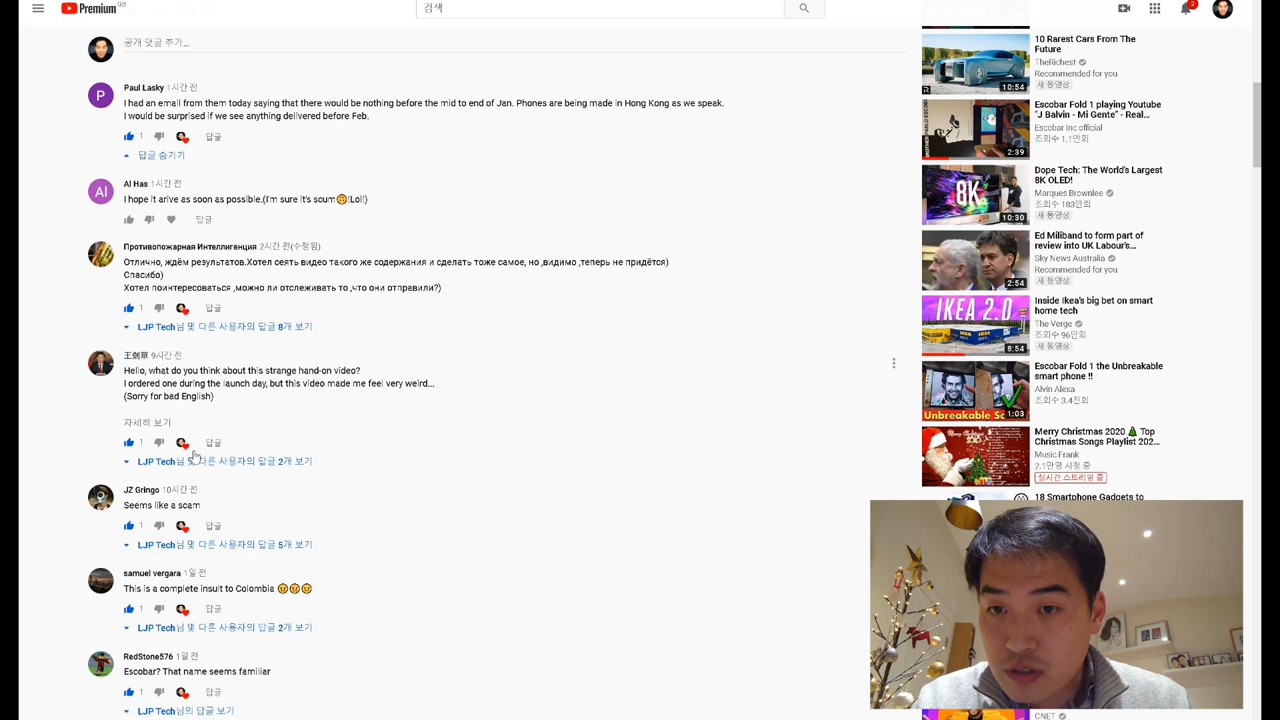 Premium GB
검색
2
공개 댓글 추가...
P
Paul Lasky 1시간 전
I had an email from them today saying that there would be nothing before the mid to end of Jan. Phones are being made in Hong Kong as we speak.
I would be surprised if we see anything delivered before Feb.
1 답글
답글 숨기기
Al
Al Has 1시간 전
I hope it arive as soon as possible.(I'm sure it's scum🙃!Lol!)
답글
Противопожарная Интеллигенция 2시간 전(수정됨)
Отлично, ждём результатов.Хотел сеять видео такого же содержания и сделать тоже самое, но ,видимо ,теперь не придётся)
Спасибо)
Хотел поинтересоваться ,можно ли отслеживать то что они отправили?)
1 답글
LJP Tech님 및 다른 사용자의 답글 8개 보기
王劍華 9시간 전
Hello, what do you think about this strange hand-on video?
I ordered one during the launch day, but this video made me feel very weird...
(Sorry for bad English)
자세히 보기
1 답글
LJP Tech님 및 다른 사용자의 답글 2개 보기
JZ Gringo 10시간 전
Seems like a scam
1 답글
LJP Tech님 및 다른 사용자의 답글 5개 보기
samuel vergara 1일 전
This is a complete insult to Colombia 😡😡😡
1 답글
LJP Tech님 및 다른 사용자의 답글 2개 보기
RedStone576 1일 전
Escobar? That name seems familiar
1 답글
LJP Tech님의 답글 보기
10:54
10 Rarest Cars From The
Future
TheRichest
Recommended for you
새 동영상
2:39
Escobar Fold 1 playing Youtube
"J Balvin - Mi Gente" - Real...
Escobar Inc official
조회수 1.1만회
8K
10:30
Dope Tech: The World's Largest
8K OLED!
Marques Brownlee
조회수 183만회
새 동영상
2:54
Ed Miliband to form part of
review into UK Labour's...
Sky News Australia
Recommended for you
새 동영상
IKEA 2.0
8:54
Inside Ikea's big bet on smart
home tech
The Verge
조회수 96만회
새 동영상
Unbreakable Sc
1:03
Escobar Fold 1 the Unbreakable
smart phone !!
Alvin Alexa
조회수 3.4천회
Merry Christmas 2020 🎄 Top
Christmas Songs Playlist 202...
Music Frank
2.1만명 시청 중
실시간 스트리밍 중
18 Smartphone Gadgets to
CNET